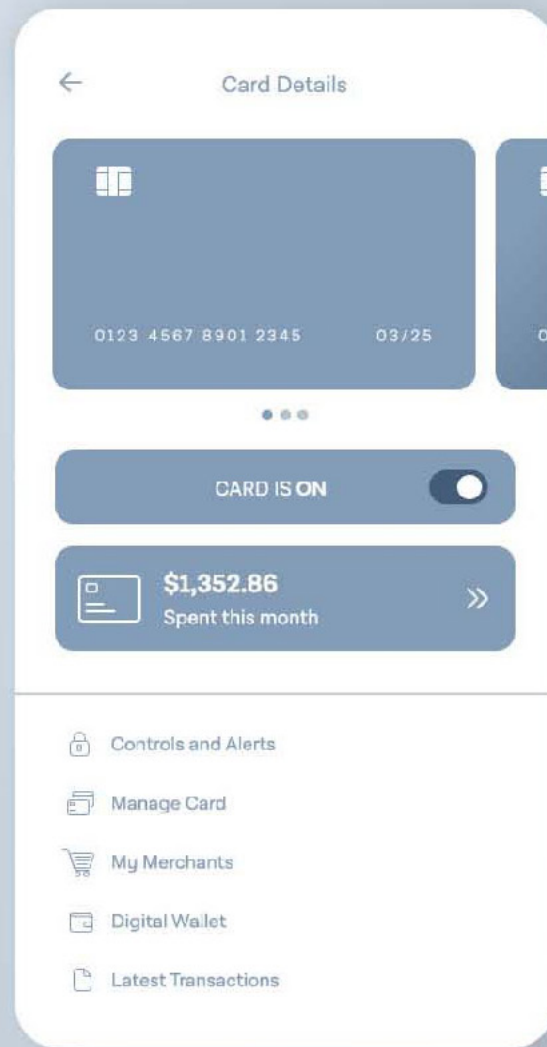 Card Details
0123 4567 8901 2345 03/25
0
CARD IS ON
$1,352.86
Spent this month
Controls and Alerts
Manage Card
My Merchants
Digital Wallet
Latest Transactions